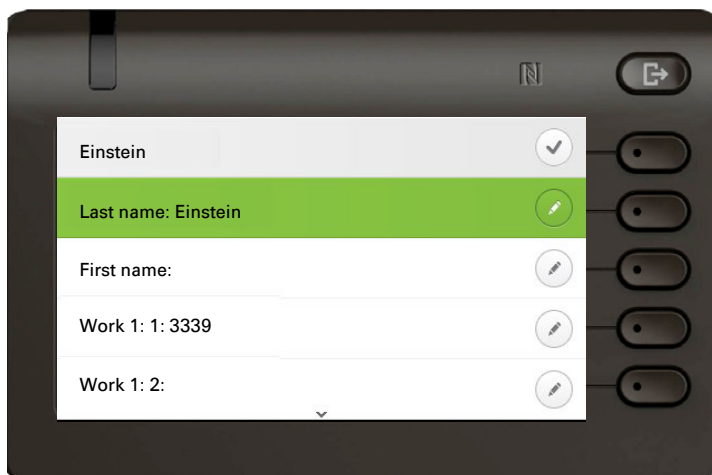 Einstein
Last name: Einstein
First name:
Work 1: 1: 3339
Work 1: 2: